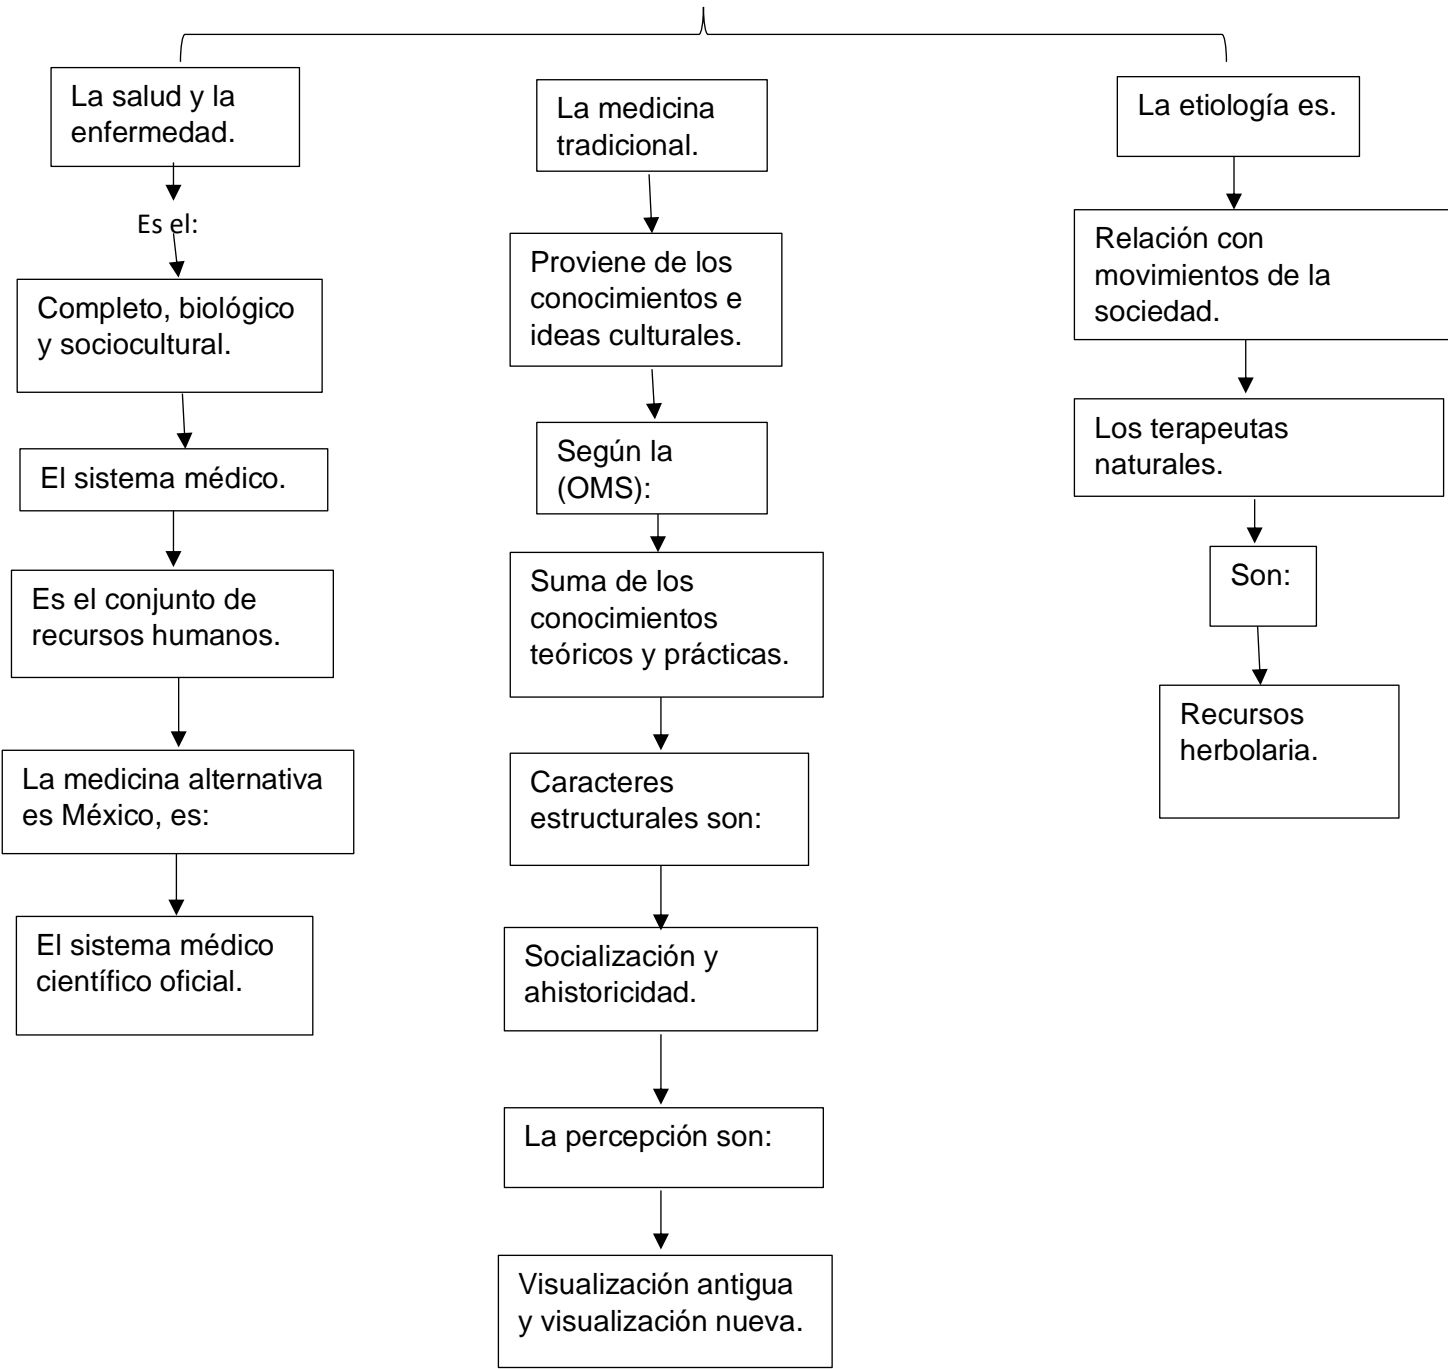 La salud y la
enfermedad.
Es el:
Completo, biológico
y sociocultural.
El sistema médico.
Es el conjunto de
recursos humanos.
La medicina alternativa
es México, es:
El sistema médico
científico oficial.
La medicina
tradicional.
Proviene de los
conocimientos e
ideas culturales.
Según la
(OMS):
Suma de los
conocimientos
teóricos y prácticas.
Caracteres
estructurales son:
Socialización y
ahistoricidad.
La percepción son:
Visualización antigua
y visualización nueva.
La etiología es.
Relación con
movimientos de la
sociedad.
Los terapeutas
naturales.
Son:
Recursos
herbolaria.